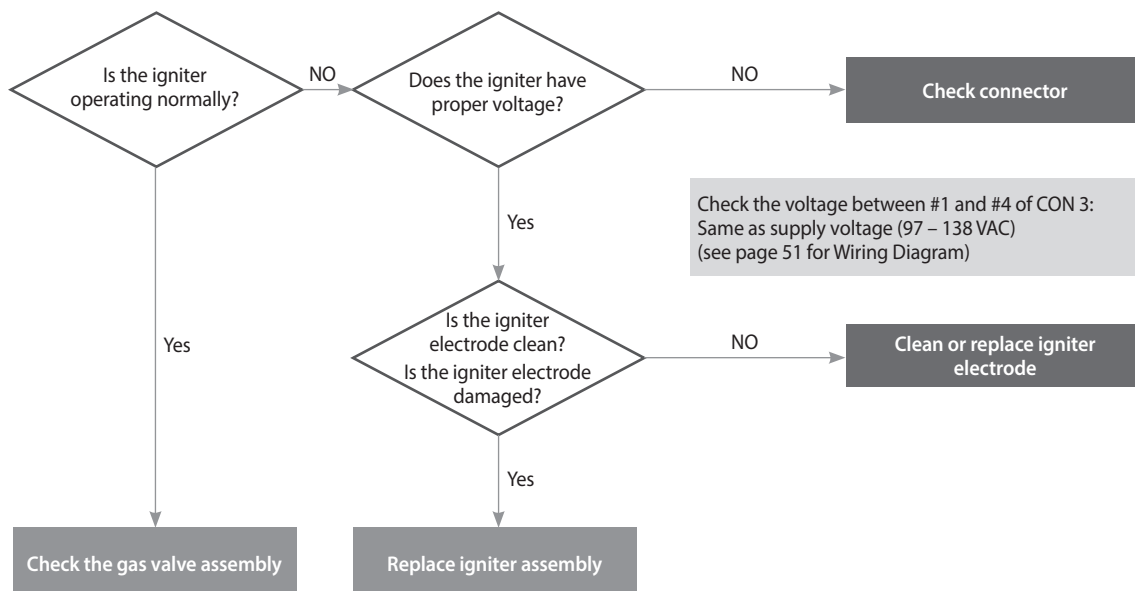 Is the igniter
operating normally?
NO
Does the igniter have
proper voltage?
NO
Check connector
Check the voltage between #1 and #4 of CON 3:
Same as supply voltage (97 – 138 VAC)
(see page 51 for Wiring Diagram)
Yes
Is the igniter
electrode clean?
Is the igniter electrode
damaged?
NO
Clean or replace igniter
electrode
Yes
Yes
Check the gas valve assembly
Replace igniter assembly